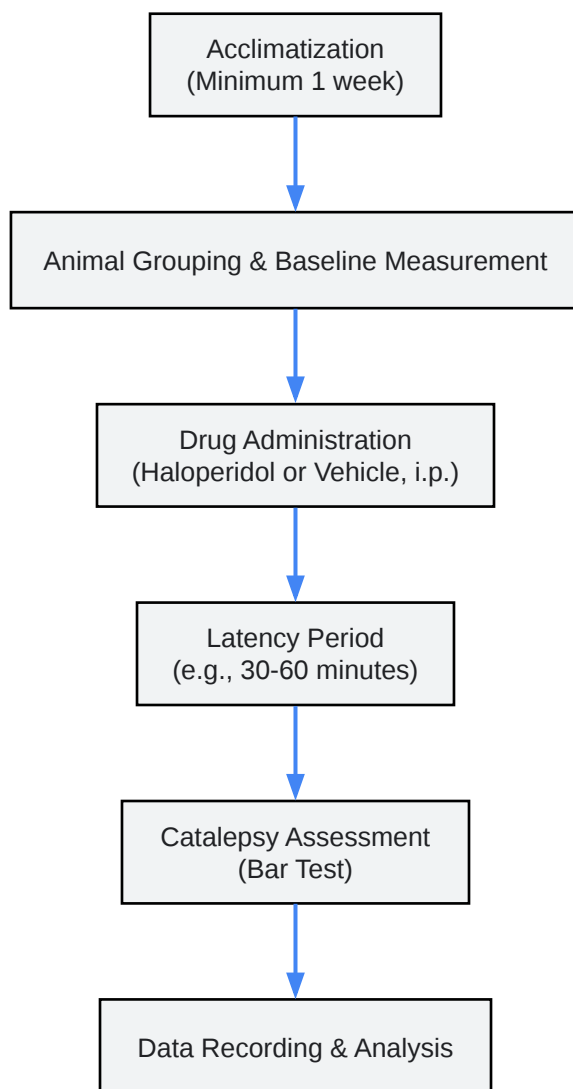 Acclimatization
(Minimum 1 week)
Animal Grouping & Baseline Measurement
Drug Administration
(Haloperidol or Vehicle, i.p.)
Latency Period
(e.g., 30-60 minutes)
Catalepsy Assessment
(Bar Test)
Data Recording & Analysis